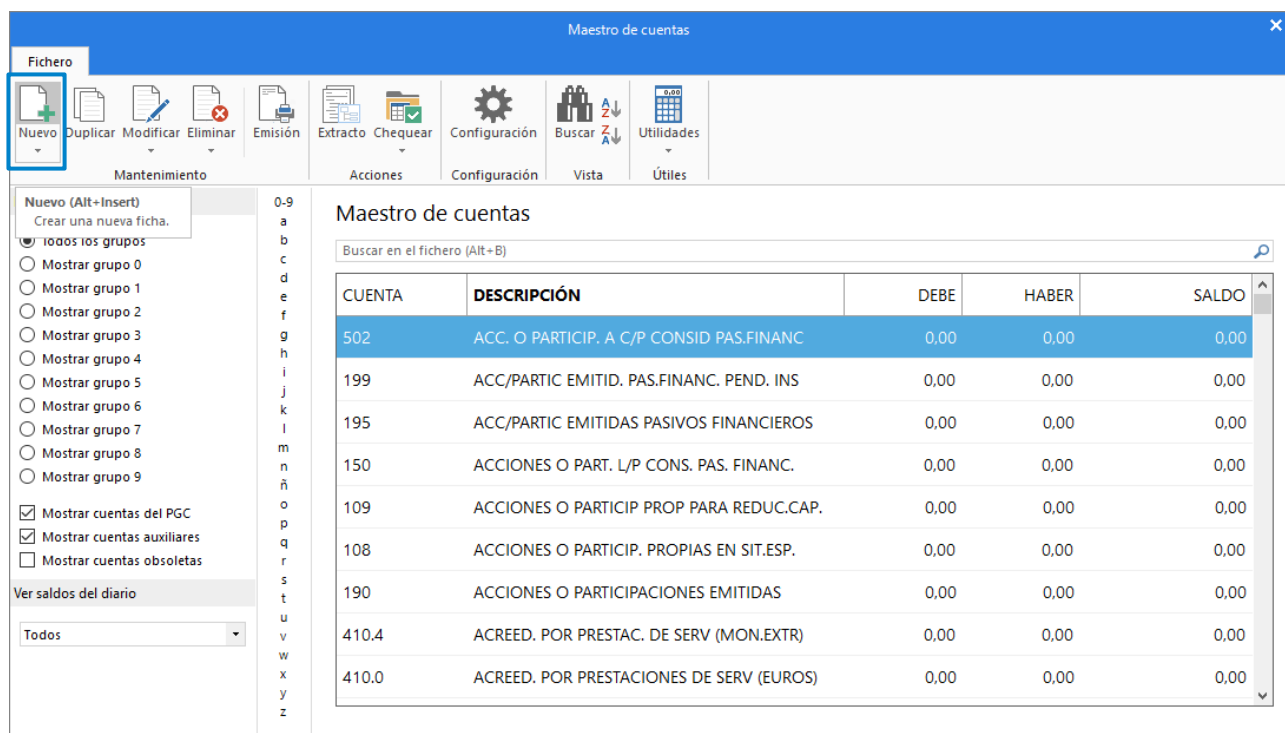 Maestro de cuentas
Fichero
Nuevo Duplicar Modificar Eliminar Emisión Extracto Chequear Configuración Buscar Utilidades
Mantenimiento Acciones Configuración Vista Útiles
Nuevo (Alt+Insert)
Crear una nueva ficha.
Todos los grupos
Mostrar grupo 0
Mostrar grupo 1
Mostrar grupo 2
Mostrar grupo 3
Mostrar grupo 4
Mostrar grupo 5
Mostrar grupo 6
Mostrar grupo 7
Mostrar grupo 8
Mostrar grupo 9
Mostrar cuentas del PGC
Mostrar cuentas auxiliares
Mostrar cuentas obsoletas
Ver saldos del diario
Todos
0-9
a
b
c
d
e
f
g
h
i
j
k
l
m
n
ñ
o
p
q
r
s
t
u
v
w
x
y
z
Maestro de cuentas
Buscar en el fichero (Alt+B)
CUENTA DESCRIPCIÓN DEBE HABER SALDO
502 ACC. O PARTICIP. A C/P CONSID PAS.FINANC 0,00 0,00 0,00
199 ACC/PARTIC EMITID. PAS.FINANC. PEND. INS 0,00 0,00 0,00
195 ACC/PARTIC EMITIDAS PASIVOS FINANCIEROS 0,00 0,00 0,00
150 ACCIONES O PART. L/P CONS. PAS. FINANC. 0,00 0,00 0,00
109 ACCIONES O PARTICIP PROP PARA REDUC.CAP. 0,00 0,00 0,00
108 ACCIONES O PARTICIP. PROPIAS EN SIT.ESP. 0,00 0,00 0,00
190 ACCIONES O PARTICIPACIONES EMITIDAS 0,00 0,00 0,00
410.4 ACREED. POR PRESTAC. DE SERV (MON.EXTR) 0,00 0,00 0,00
410.0 ACREED. POR PRESTACIONES DE SERV (EUROS) 0,00 0,00 0,00